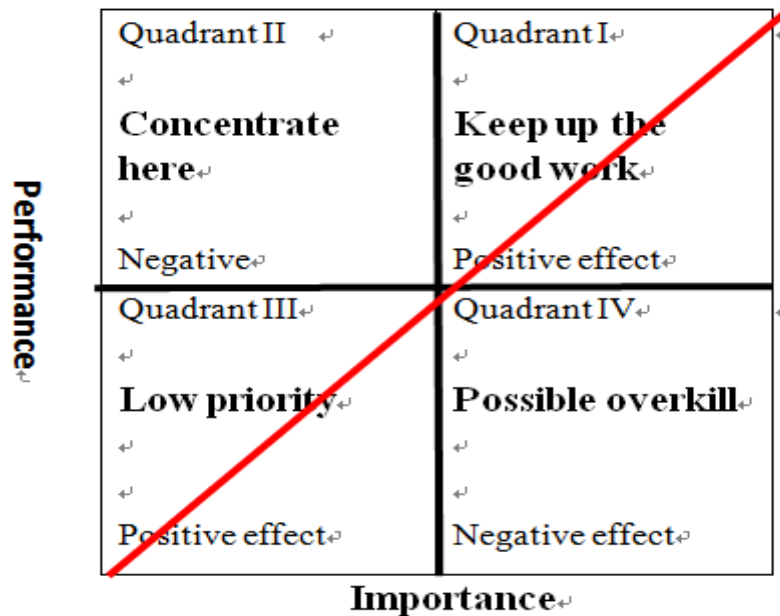 Quadrant II
Concentrate
here
Negative
Quadrant I
Keep up the
good work
Positive effect
Performance
Quadrant III
Low priority
Positive effect
Quadrant IV
Possible overkill
Negative effect
Importance